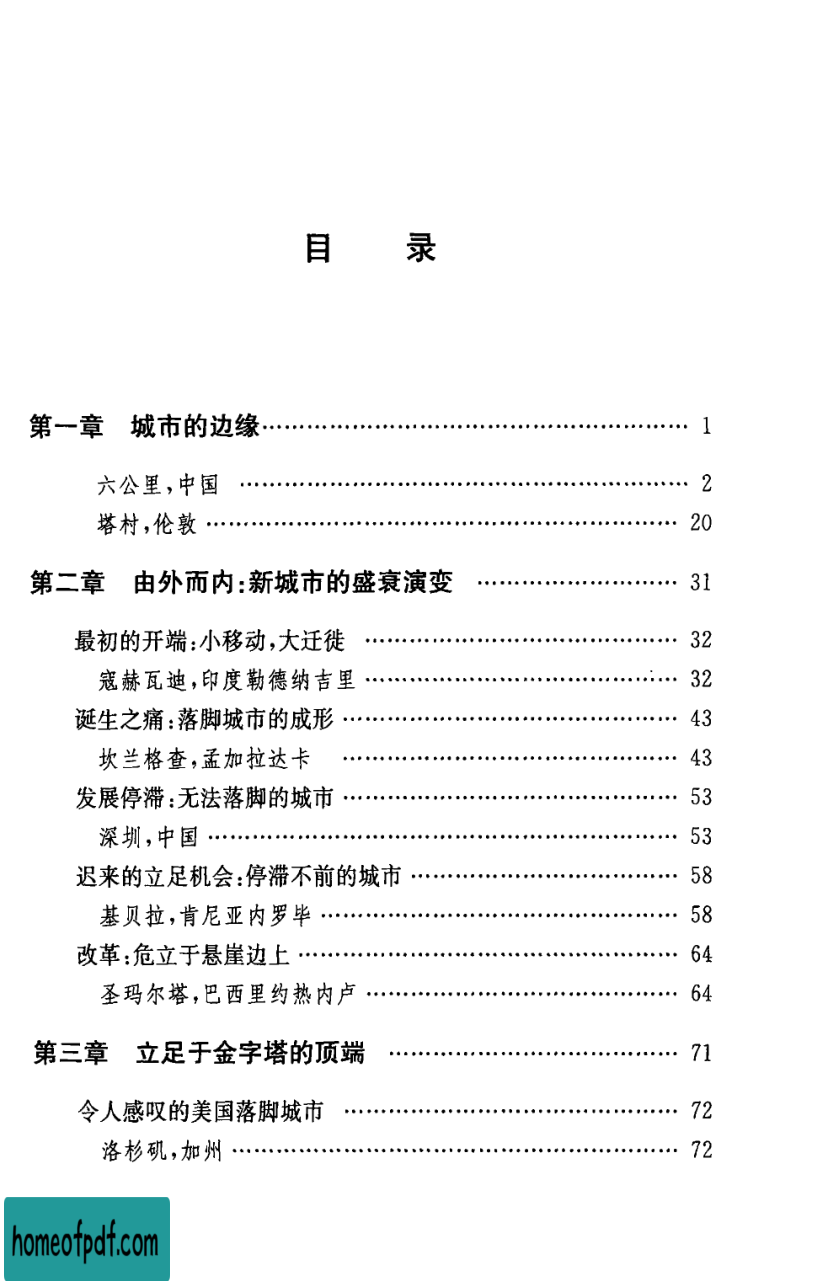 目 录
第一章 城市的边缘…………………………………………… 1
六公里,中国 …………………………………………… 2
塔村,伦敦…………………………………………… 20
第二章 由外而内:新城市的盛衰演变 …………………… 31
最初的开端:小移动,大迁徙 …………………………… 32
寇赫瓦迪,印度勒德纳吉里…………………………… 32
诞生之痛:落脚城市的成形……………………………… 43
坎兰格查,孟加拉达卡 ……………………………… 43
发展停滞:无法落脚的城市……………………………… 53
深圳,中国…………………………………………… 53
迟来的立足机会:停滞不前的城市……………………… 58
基贝拉,肯尼亚内罗毕………………………………… 58
改革:危立于悬崖边上…………………………………… 64
圣玛尔塔,巴西里约热内卢…………………………… 64
第三章 立足于金字塔的顶端 …………………………… 71
令人感叹的美国落脚城市 ……………………………… 72
洛杉矶,加州………………………………………… 72
homeofpdf.com